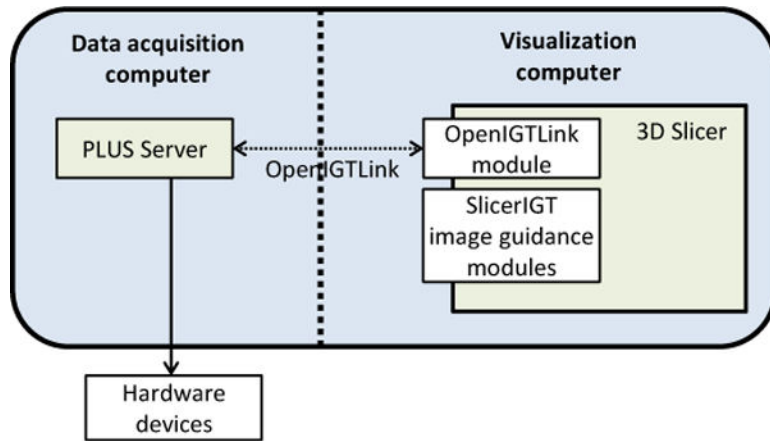 Data acquisition
computer
Visualization
computer
PLUS Server
OpenIGTLink
OpenIGTLink
module
3D Slicer
SlicerIGT
image guidance
modules
Hardware
devices